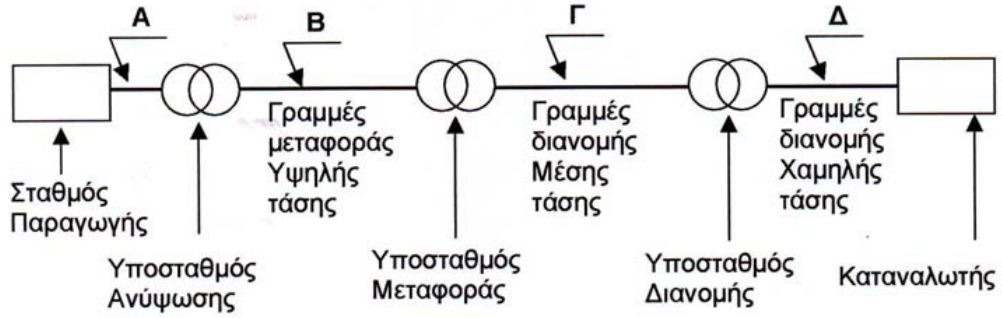 Α
Β
Γ
Δ
Γραμμές
μεταφοράς
Υψηλής
τάσης
Γραμμές
διανομής
Μέσης
τάσης
Γραμμές
διανομής
Χαμηλής
τάσης
Σταθμός
Παραγωγής
Υποσταθμός
Ανύψωσης
Υποσταθμός
Μεταφοράς
Υποσταθμός
Διανομής
Καταναλωτής